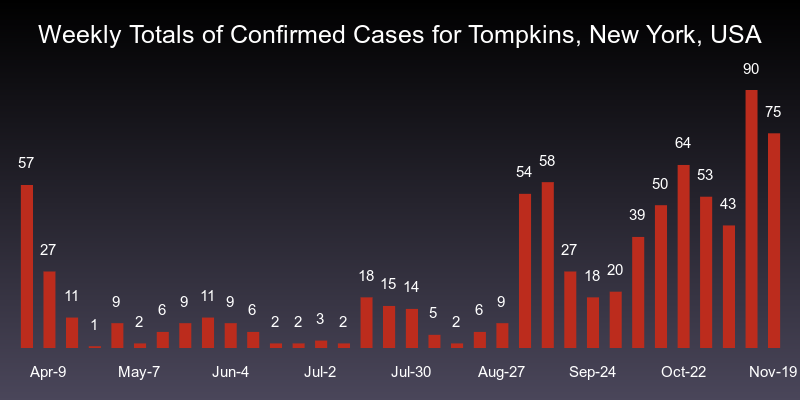 Weekly Totals of Confirmed Cases for Tompkins, New York, USA
57 27 11 1 9 2 6 9 11 9 6 2 2 3 2 18 15 14 5 2 6 9 54 58 27 18 20 39 50 64 53 43 90 75
Apr-9 May-7 Jun-4 Jul-2 Jul-30 Aug-27 Sep-24 Oct-22 Nov-19